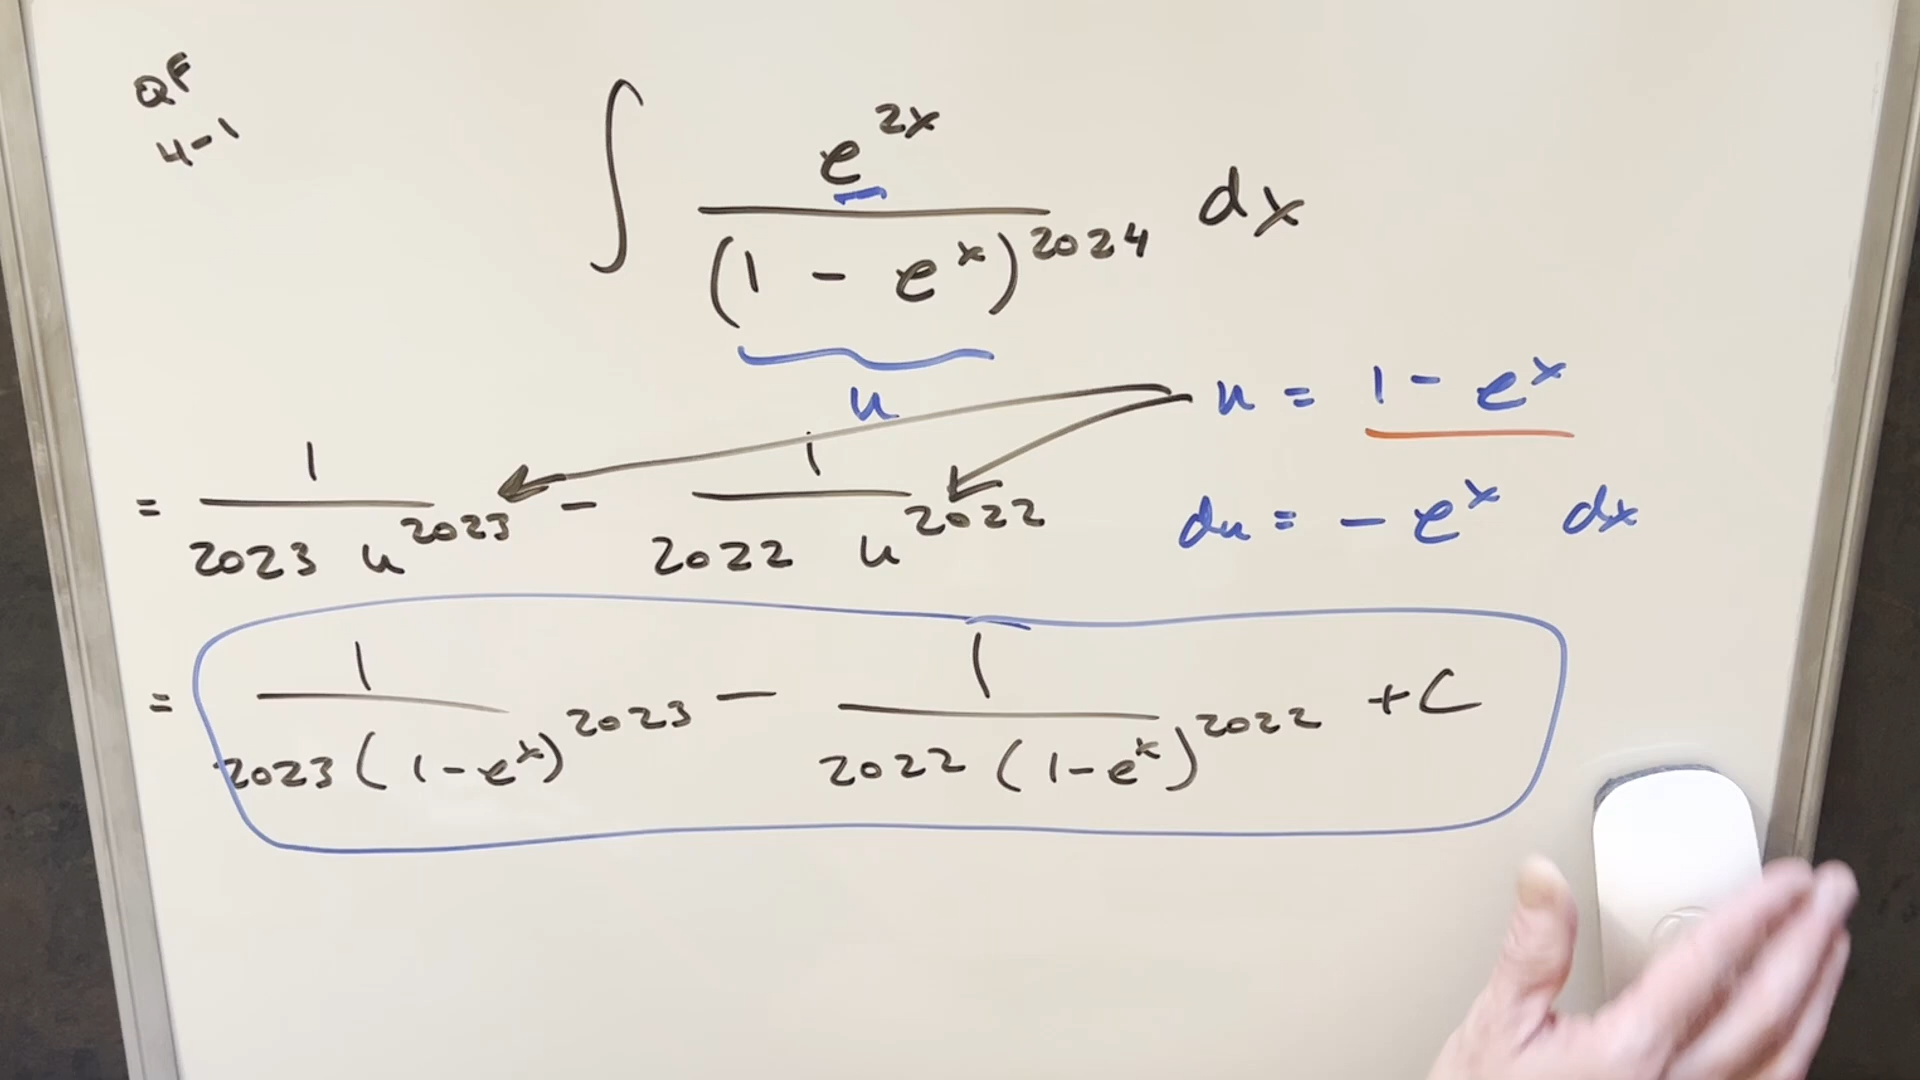 QF
4-1
∫ e^{2x} / (1 - e^x)^{2024} dx
u
u = 1 - e^x
du = - e^x dx
= 1 / 2023 u^{2023} - 1 / 2022 u^{2022}
= 1 / 2023 (1-e^x)^{2023} - 1 / 2022 (1-e^x)^{2022} + C